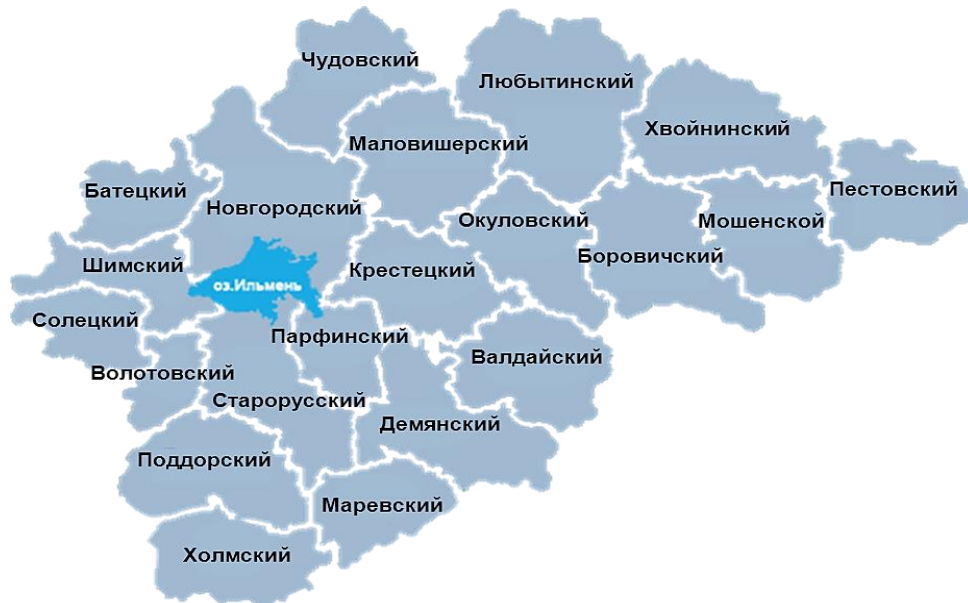 Чудовский
Любытинский
Хвойнинский
Маловишерский
Батецкий
Новгородский
Пестовский
Окуловский
Мошенской
Боровичский
Шимский
Крестецкий
оз.Ильмень
Солецкий
Парфинский
Валдайский
Волотовский
Старорусский
Демянский
Поддорский
Маревский
Холмский